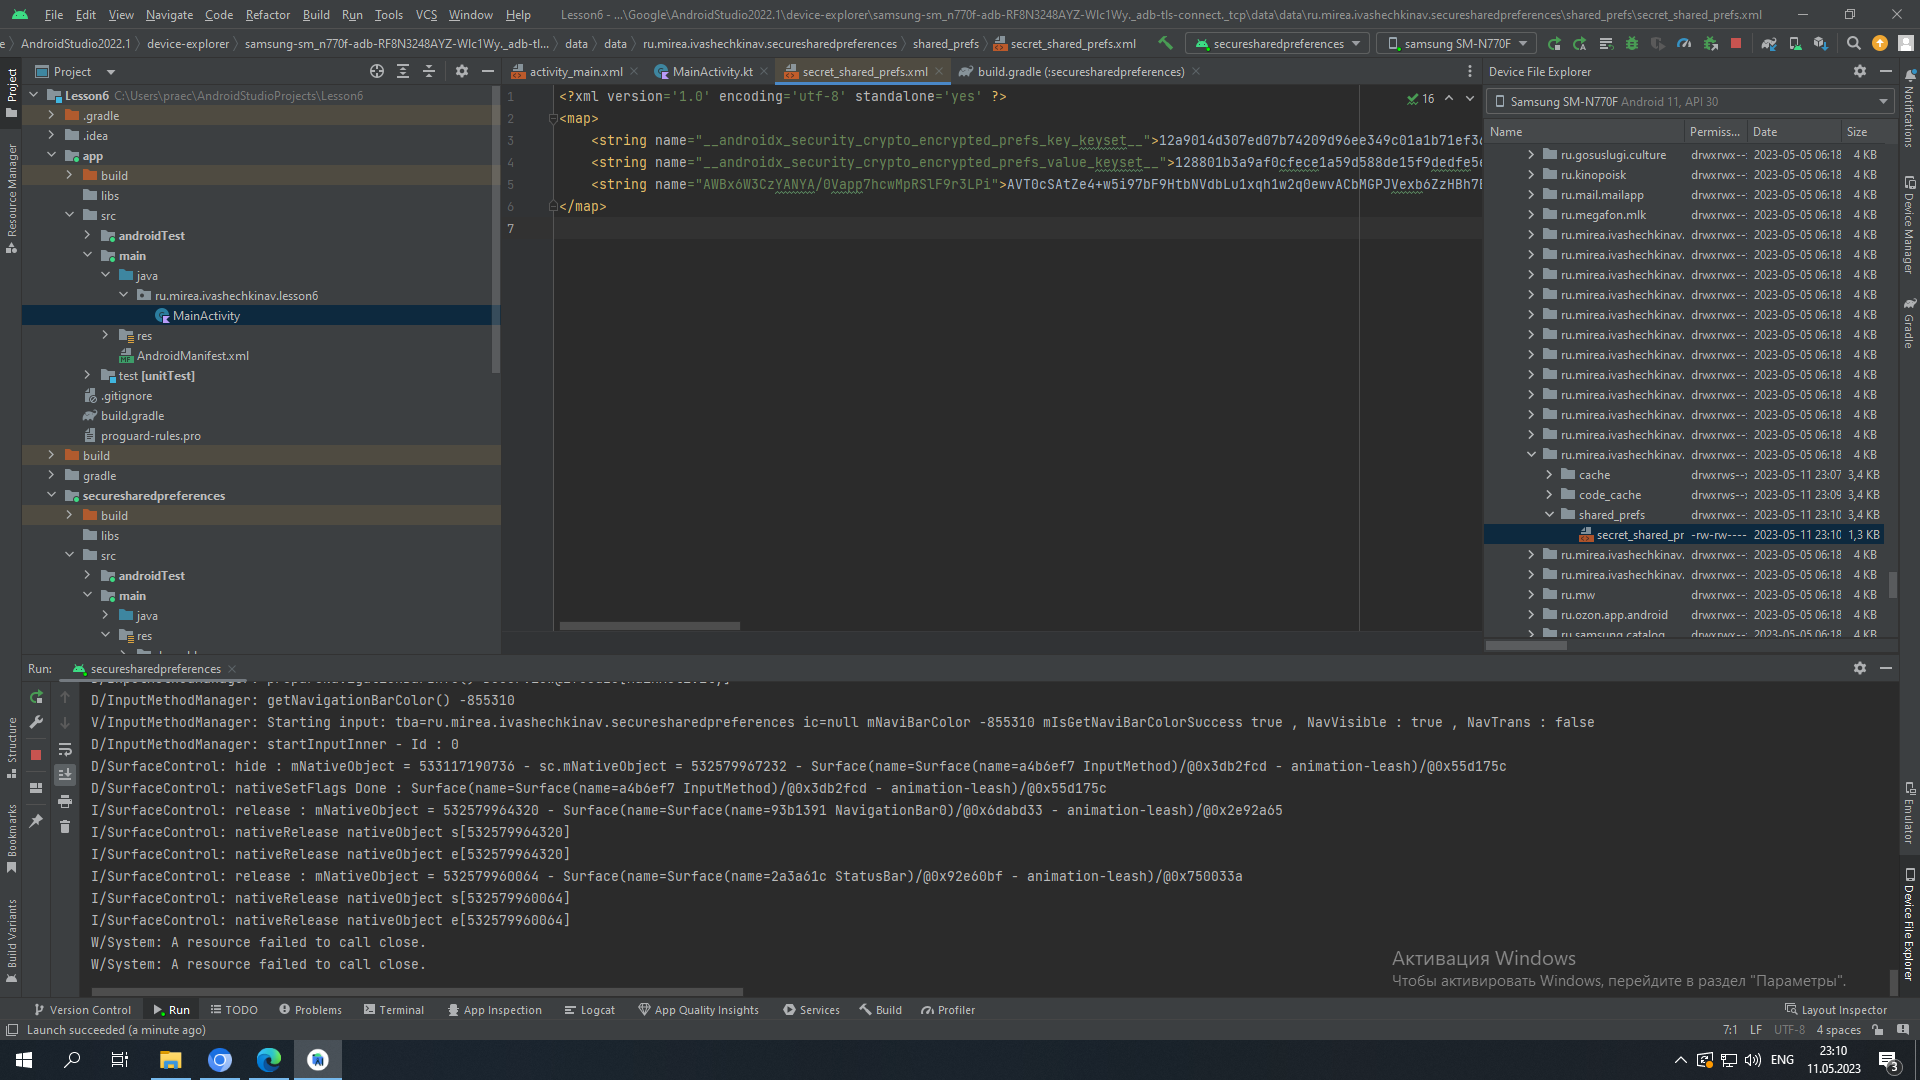 File Edit View Navigate Code Refactor Build Run Tools VCS Window Help Lesson6 - ...\Google\AndroidStudio2022.1\device-explorer\samsung-sm_n770f-adb-RF8N3248AYZ-WIc1Wy._adb-tls-connect._tcp\data\data\ru.mirea.ivashechkinav.securesharedpreferences\shared_prefs\secret_shared_prefs.xml
AndroidStudio2022.1 device-explorer samsung-sm_n770f-adb-RF8N3248AYZ-WIc1Wy._adb-tl... data data ru.mirea.ivashechkinav.securesharedpreferences shared_prefs secret_shared_prefs.xml securesharedpreferences samsung SM-N770F
Project
activity_main.xml MainActivity.kt secret_shared_prefs.xml build.gradle (:securesharedpreferences)
Device File Explorer
Project
Resource Manager
Structure
Bookmarks
Build Variants
Lesson6 C:\Users\praec\AndroidStudioProjects\Lesson6
.gradle
.idea
app
build
libs
src
androidTest
main
java
ru.mirea.ivashechkinav.lesson6
MainActivity
res
AndroidManifest.xml
test [unitTest]
.gitignore
build.gradle
proguard-rules.pro
build
gradle
securesharedpreferences
build
libs
src
androidTest
main
java
res
1 <?xml version='1.0' encoding='utf-8' standalone='yes' ?>
2 <map>
3 <string name="__androidx_security_crypto_encrypted_prefs_key_keyset__">12a9014d307ed07b74209d96ee349c01a1b71ef3
4 <string name="__androidx_security_crypto_encrypted_prefs_value_keyset__">128801b3a9af0cfece1a59d588de15f9dedfe5
5 <string name="AWBx6W3CzYANYA/0Vapp7hcwMpRSlF9r3LPi">AVT0cSAtZe4+w5i97bF9HtbNVdbLu1xqh1w2q0ewvACbMGPJVexb6ZzHBh7
6 </map>
7
16
Samsung SM-N770F Android 11, API 30
Name Permiss... Date Size
ru.gosuslugi.culture drwxrwx--: 2023-05-05 06:18 4 KB
ru.kinopoisk drwxrwx--: 2023-05-05 06:18 4 KB
ru.mail.mailapp drwxrwx--: 2023-05-05 06:18 4 KB
ru.megafon.mlk drwxrwx--: 2023-05-05 06:18 4 KB
ru.mirea.ivashechkinav. drwxrwx--: 2023-05-05 06:18 4 KB
ru.mirea.ivashechkinav. drwxrwx--: 2023-05-05 06:18 4 KB
ru.mirea.ivashechkinav. drwxrwx--: 2023-05-05 06:18 4 KB
ru.mirea.ivashechkinav. drwxrwx--: 2023-05-05 06:18 4 KB
ru.mirea.ivashechkinav. drwxrwx--: 2023-05-05 06:18 4 KB
ru.mirea.ivashechkinav. drwxrwx--: 2023-05-05 06:18 4 KB
ru.mirea.ivashechkinav. drwxrwx--: 2023-05-05 06:18 4 KB
ru.mirea.ivashechkinav. drwxrwx--: 2023-05-05 06:18 4 KB
ru.mirea.ivashechkinav. drwxrwx--: 2023-05-05 06:18 4 KB
ru.mirea.ivashechkinav. drwxrwx--: 2023-05-05 06:18 4 KB
ru.mirea.ivashechkinav. drwxrwx--: 2023-05-05 06:18 4 KB
ru.mirea.ivashechkinav. drwxrwx--: 2023-05-05 06:18 4 KB
cache drwxrws--: 2023-05-11 23:07 3,4 KB
code_cache drwxrws--: 2023-05-11 23:09 3,4 KB
shared_prefs drwxrwx--: 2023-05-11 23:10 3,4 KB
secret_shared_pr -rw-rw---- 2023-05-11 23:10 1,3 KB
ru.mirea.ivashechkinav. drwxrwx--: 2023-05-05 06:18 4 KB
ru.mirea.ivashechkinav. drwxrwx--: 2023-05-05 06:18 4 KB
ru.mw drwxrwx--: 2023-05-05 06:18 4 KB
ru.ozon.app.android drwxrwx--: 2023-05-05 06:18 4 KB
ru.samsung.catalog drwxrwx--: 2023-05-05 06:18 4 KB
Notifications
Device Manager
Gradle
Emulator
Device File Explorer
Run: securesharedpreferences
D/InputMethodManager: getNavigationBarColor() -855310
V/InputMethodManager: Starting input: tba=ru.mirea.ivashechkinav.securesharedpreferences ic=null mNaviBarColor -855310 mIsGetNaviBarColorSuccess true , NavVisible : true , NavTrans : false
D/InputMethodManager: startInputInner - Id : 0
D/SurfaceControl: hide : mNativeObject = 533117190736 - sc.mNativeObject = 532579967232 - Surface(name=Surface(name=a4b6ef7 InputMethod)/@0x3db2fcd - animation-leash)/@0x55d175c
D/SurfaceControl: nativeSetFlags Done : Surface(name=Surface(name=a4b6ef7 InputMethod)/@0x3db2fcd - animation-leash)/@0x55d175c
I/SurfaceControl: release : mNativeObject = 532579964320 - Surface(name=Surface(name=93b1391 NavigationBar0)/@0x6dabd33 - animation-leash)/@0x2e92a65
I/SurfaceControl: nativeRelease nativeObject s[532579964320]
I/SurfaceControl: nativeRelease nativeObject e[532579964320]
I/SurfaceControl: release : mNativeObject = 532579960064 - Surface(name=Surface(name=2a3a61c StatusBar)/@0x92e60bf - animation-leash)/@0x750033a
I/SurfaceControl: nativeRelease nativeObject s[532579960064]
I/SurfaceControl: nativeRelease nativeObject e[532579960064]
W/System: A resource failed to call close.
W/System: A resource failed to call close.
Активация Windows
Чтобы активировать Windows, перейдите в раздел "Параметры".
Version Control Run TODO Problems Terminal App Inspection Logcat App Quality Insights Services Build Profiler Layout Inspector
Launch succeeded (a minute ago) 7:1 LF UTF-8 4 spaces
ENG 23:10
11.05.2023
3